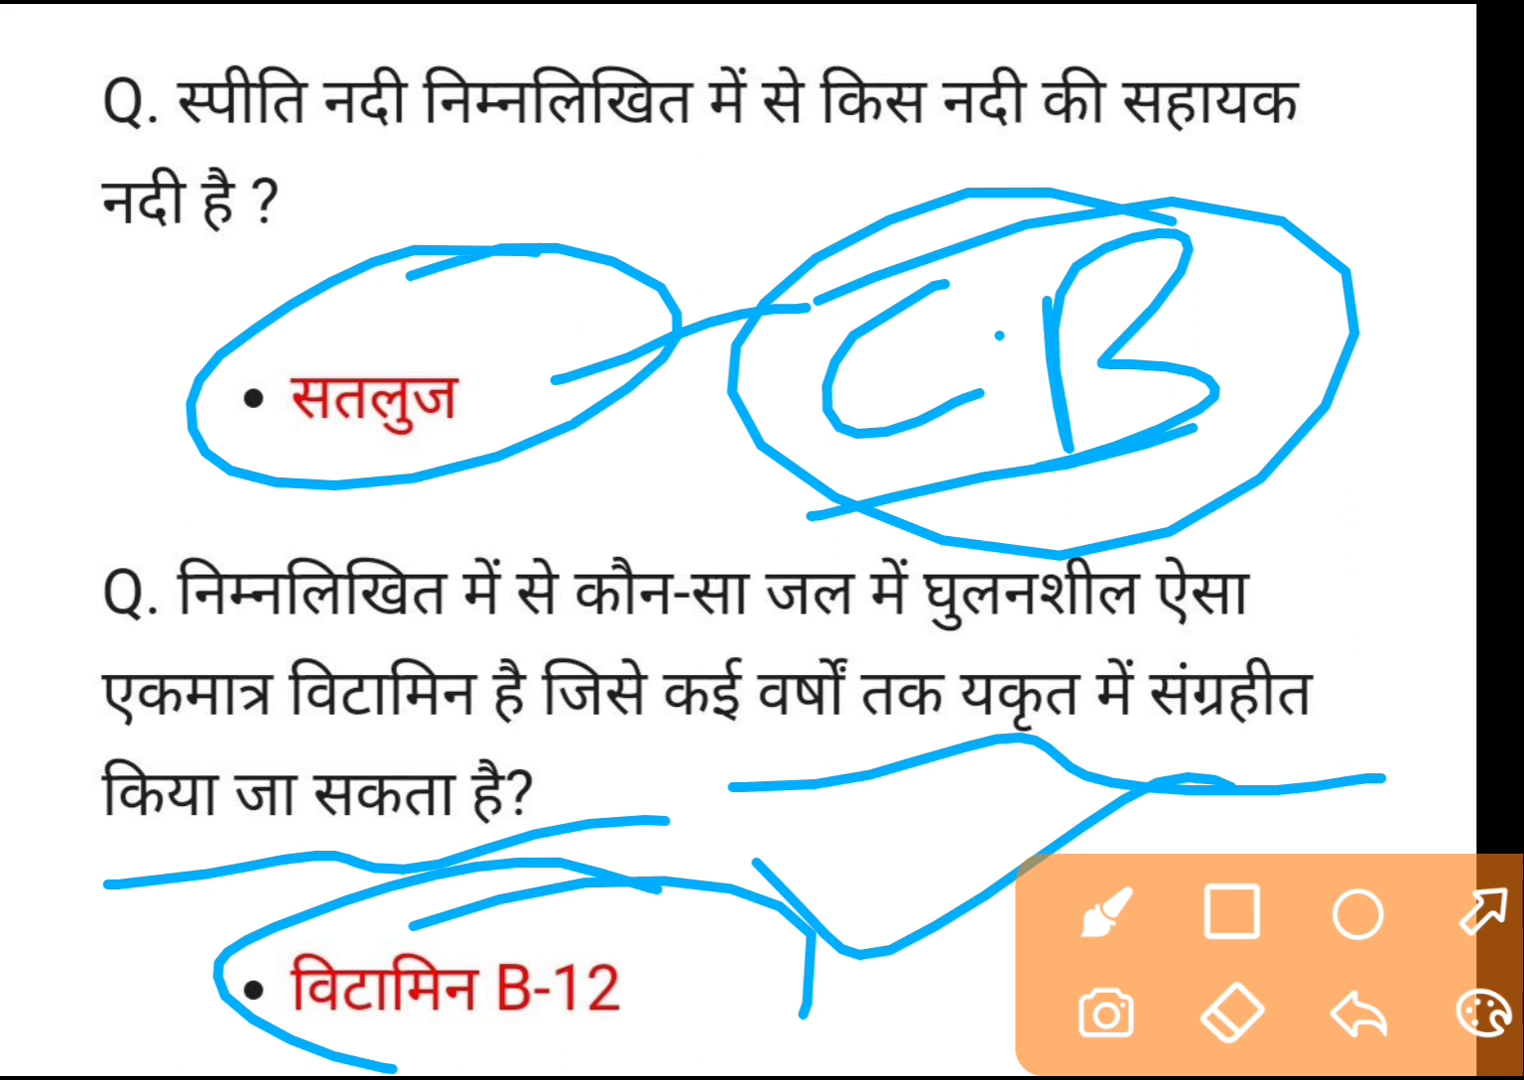 Q. स्पीति नदी निम्नलिखित में से किस नदी की सहायक
नदी है ?
• सतलुज
C.B
Q. निम्नलिखित में से कौन-सा जल में घुलनशील ऐसा
एकमात्र विटामिन है जिसे कई वर्षों तक यकृत में संग्रहीत
किया जा सकता है?
• विटामिन B-12